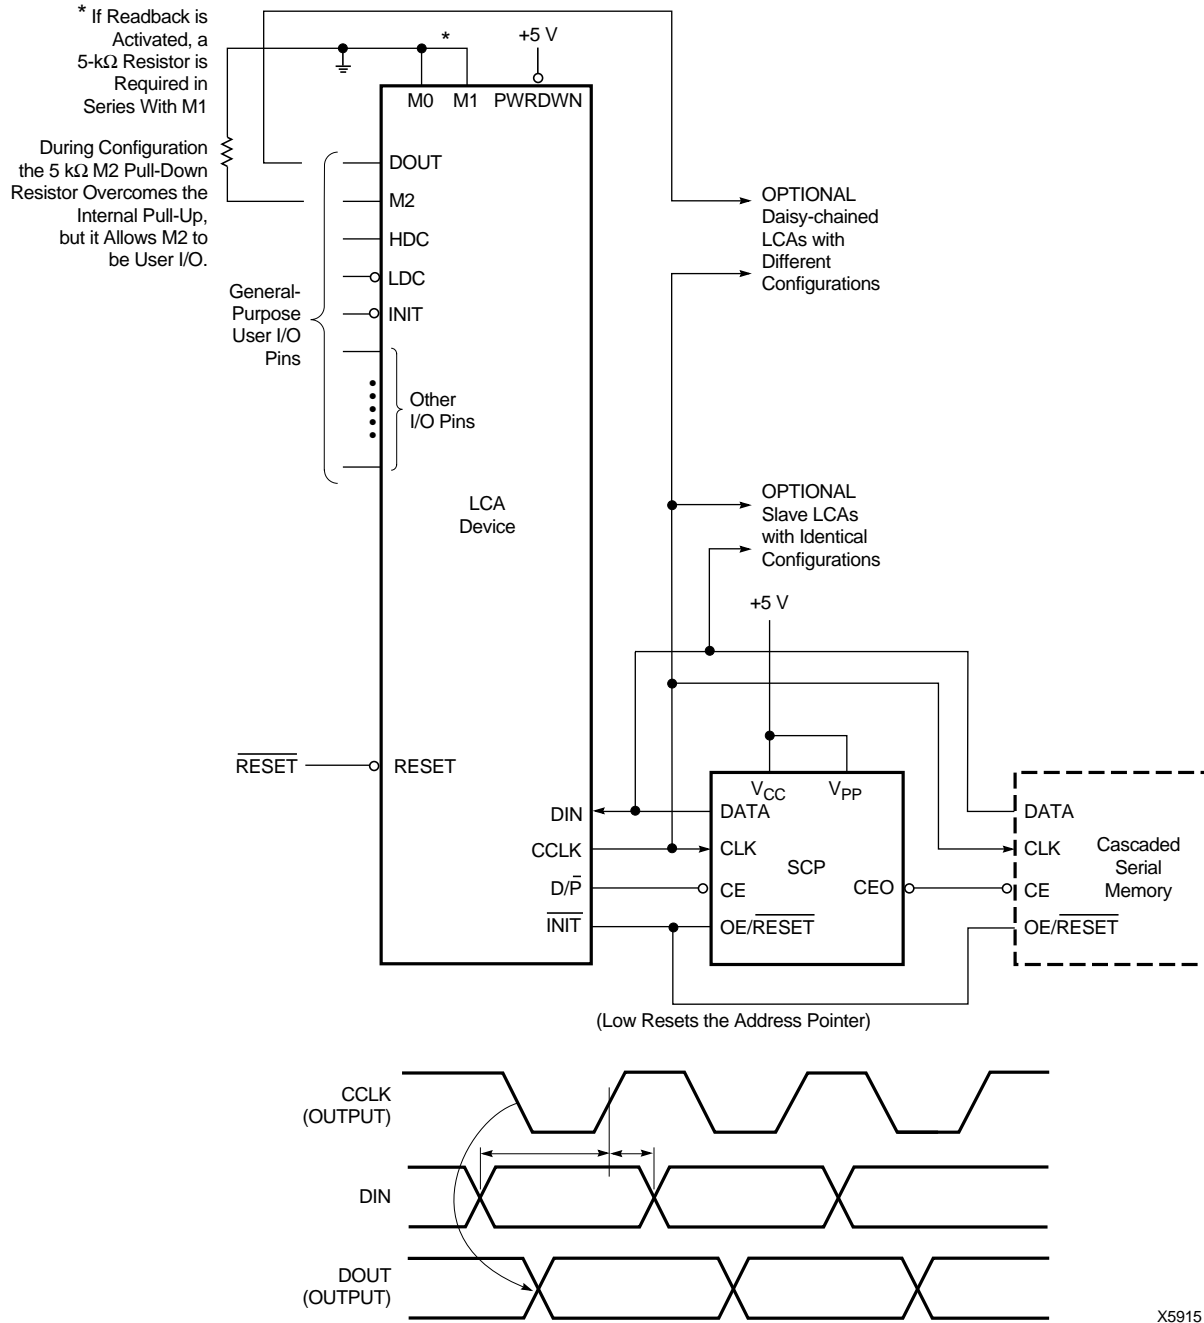 * If Readback is
Activated, a
5-kΩ Resistor is
Required in
Series With M1
During Configuration
the 5 kΩ M2 Pull-Down
Resistor Overcomes the
Internal Pull-Up,
but it Allows M2 to
be User I/O.
*
+5 V
M0 M1 PWRDWN
DOUT
M2
HDC
LDC
INIT
General-
Purpose
User I/O
Pins
Other
I/O Pins
LCA
Device
OPTIONAL
Daisy-chained
LCAs with
Different
Configurations
OPTIONAL
Slave LCAs
with Identical
Configurations
+5 V
RESET
RESET
DIN
CCLK
D/P̄
INIT
VCC VPP
DATA
CLK
SCP
CE
CEO
OE/RESET
DATA
CLK
CE
OE/RESET
Cascaded
Serial
Memory
(Low Resets the Address Pointer)
CCLK
(OUTPUT)
DIN
DOUT
(OUTPUT)
X5915